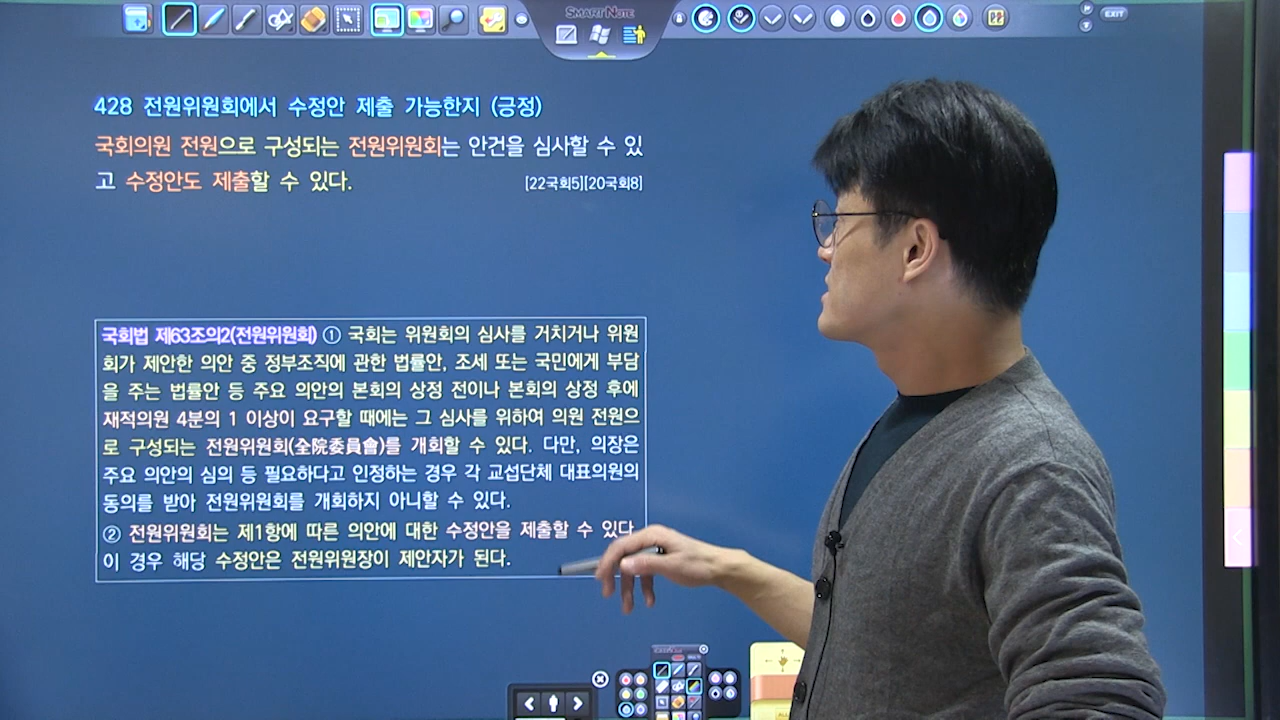 SMART NOTE
EXIT
428 전원위원회에서 수정안 제출 가능한지 (긍정)
국회의원 전원으로 구성되는 전원위원회는 안건을 심사할 수 있
고 수정안도 제출할 수 있다.
[22국회5][20국회8]
국회법 제63조의2(전원위원회) ① 국회는 위원회의 심사를 거치거나 위원
회가 제안한 의안 중 정부조직에 관한 법률안, 조세 또는 국민에게 부담
을 주는 법률안 등 주요 의안의 본회의 상정 전이나 본회의 상정 후에
재적의원 4분의 1 이상이 요구할 때에는 그 심사를 위하여 의원 전원으
로 구성되는 전원위원회(全院委員會)를 개회할 수 있다. 다만, 의장은
주요 의안의 심의 등 필요하다고 인정하는 경우 각 교섭단체 대표의원의
동의를 받아 전원위원회를 개회하지 아니할 수 있다.
② 전원위원회는 제1항에 따른 의안에 대한 수정안을 제출할 수 있다.
이 경우 해당 수정안은 전원위원장이 제안자가 된다.